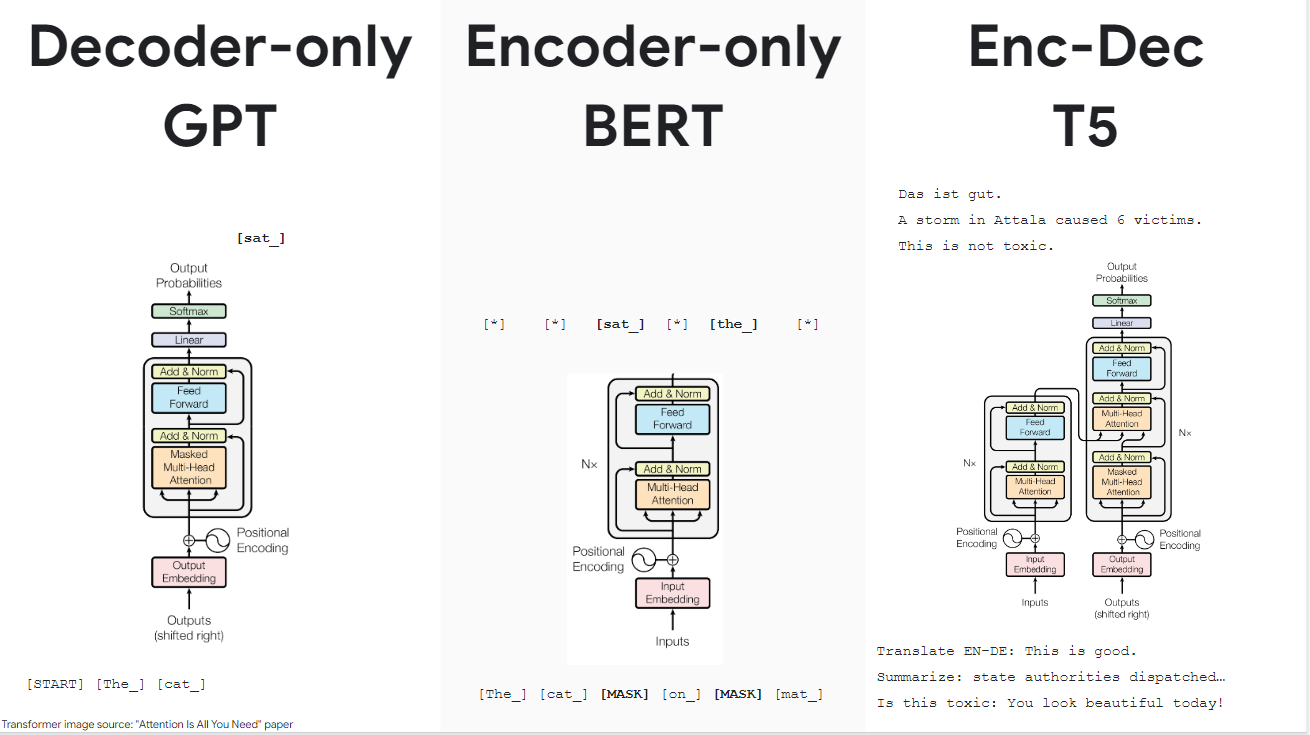 Decoder-only
GPT
[sat_]
Output
Probabilities
Softmax
Linear
Add & Norm
Feed
Forward
Add & Norm
Masked
Multi-Head
Attention
Positional
Encoding
Output
Embedding
Outputs
(shifted right)
[START] [The_] [cat_]
Transformer image source: "Attention Is All You Need" paper
Encoder-only
BERT
[*] [*] [sat_] [*] [the_] [*]
Add & Norm
Feed
Forward
Nx
Add & Norm
Multi-Head
Attention
Positional
Encoding
Input
Embedding
Inputs
[The_] [cat_] [MASK] [on_] [MASK] [mat_]
Enc-Dec
T5
Das ist gut.
A storm in Attala caused 6 victims.
This is not toxic.
Output
Probabilities
Softmax
Linear
Add & Norm
Feed
Forward
Add & Norm
Multi-Head
Attention
Nx
Add & Norm
Masked
Multi-Head
Attention
Positional
Encoding
Output
Embedding
Outputs
(shifted right)
Add & Norm
Feed
Forward
Nx
Add & Norm
Multi-Head
Attention
Positional
Encoding
Input
Embedding
Inputs
Translate EN-DE: This is good.
Summarize: state authorities dispatched…
Is this toxic: You look beautiful today!